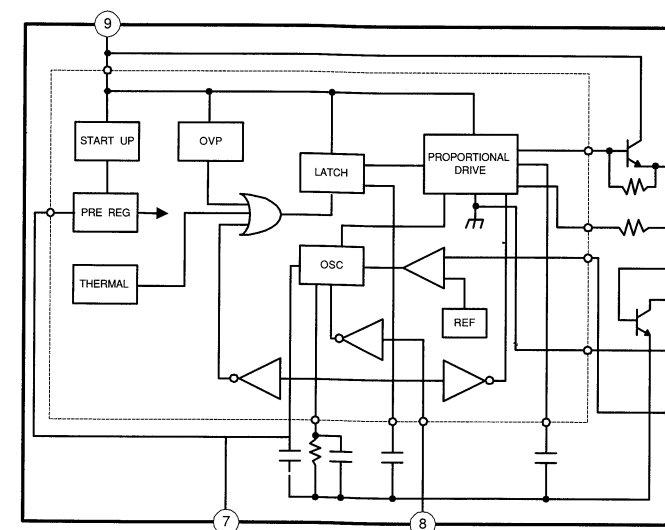 9
START UP
OVP
LATCH
PROPORTIONAL
DRIVE
PRE REG
THERMAL
OSC
REF
7
8